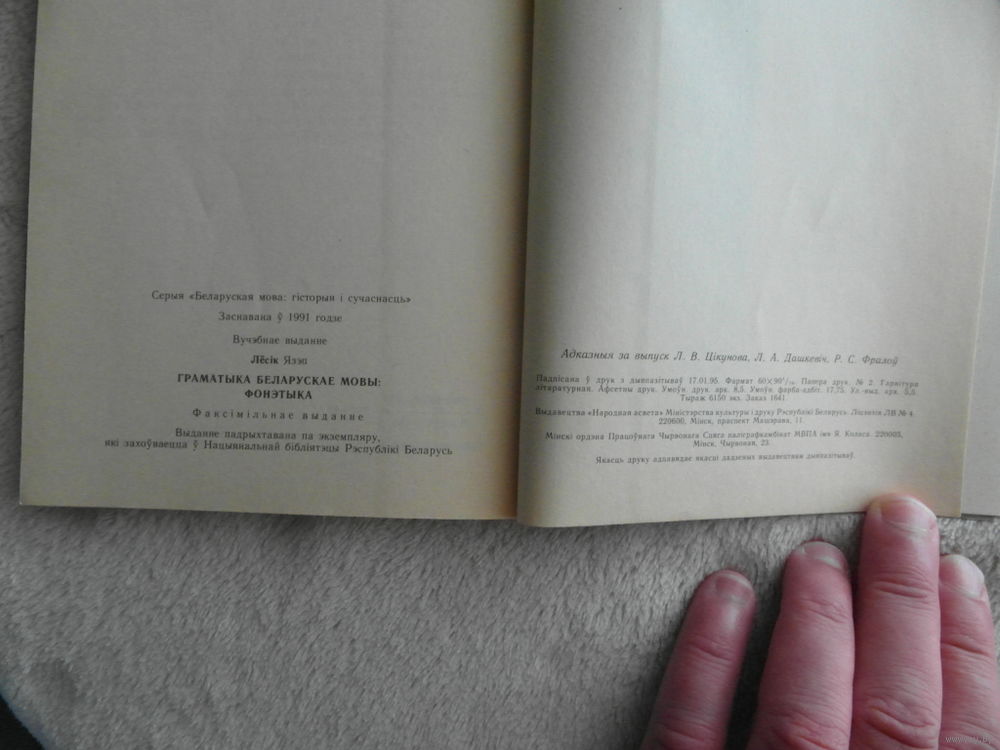 Серыя «Беларуская мова: гісторыя і сучаснасць»
Заснавана ў 1991 годзе
Вучэбнае выданне
Лёсік Язэп
ГРАМАТЫКА БЕЛАРУСКАЕ МОВЫ:
ФОНЭТЫКА
Факсімільнае выданне
Выданне падрыхтавана па экземпляру,
які захоўваецца ў Нацыянальнай бібліятэцы Рэспублікі Беларусь
Адказныя за выпуск Л. В. Цікунова, Л. А. Дашкевіч, Р. С. Фралоў
Падпісана ў друк з дыяпазітываў 17.01.95. Фармат 60×90¹/₁₆. Папера друк. № 2. Гарнітура
літаратурная. Афсетны друк. Умоўн. друк. арк. 8,5. Умоўн. фарба-адбіт. 17,75. Ул.-выд. арк. 5,5.
Тыраж 6150 экз. Заказ 1641.
Выдавецтва «Народная асвета» Міністэрства культуры і друку Рэспублікі Беларусь. Ліцэнзія ЛВ № 4.
220600, Мінск, праспект Машэрава, 11.
Мінскі ордэна Працоўнага Чырвонага Сцяга паліграфкамбінат МВПА імя Я. Коласа. 220005,
Мінск, Чырвоная, 23.
Якасць друку адпавядае якасці дадзеных выдавецтвам дыяпазітываў.